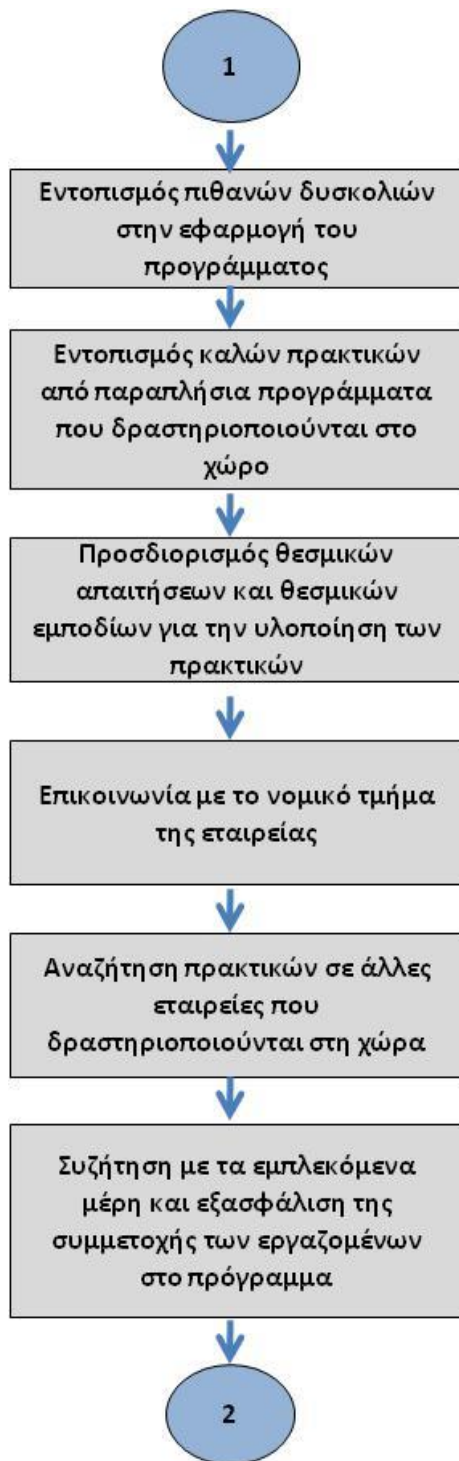 1
Εντοπισμός πιθανών δυσκολιών
στην εφαρμογή του
προγράμματος
Εντοπισμός καλών πρακτικών
από παραπλήσια προγράμματα
που δραστηριοποιούνται στο
χώρο
Προσδιορισμός θεσμικών
απαιτήσεων και θεσμικών
εμποδίων για την υλοποίηση των
πρακτικών
Επικοινωνία με το νομικό τμήμα
της εταιρείας
Αναζήτηση πρακτικών σε άλλες
εταιρείες που
δραστηριοποιούνται στη χώρα
Συζήτηση με τα εμπλεκόμενα
μέρη και εξασφάλιση της
συμμετοχής των εργαζομένων
στο πρόγραμμα
2